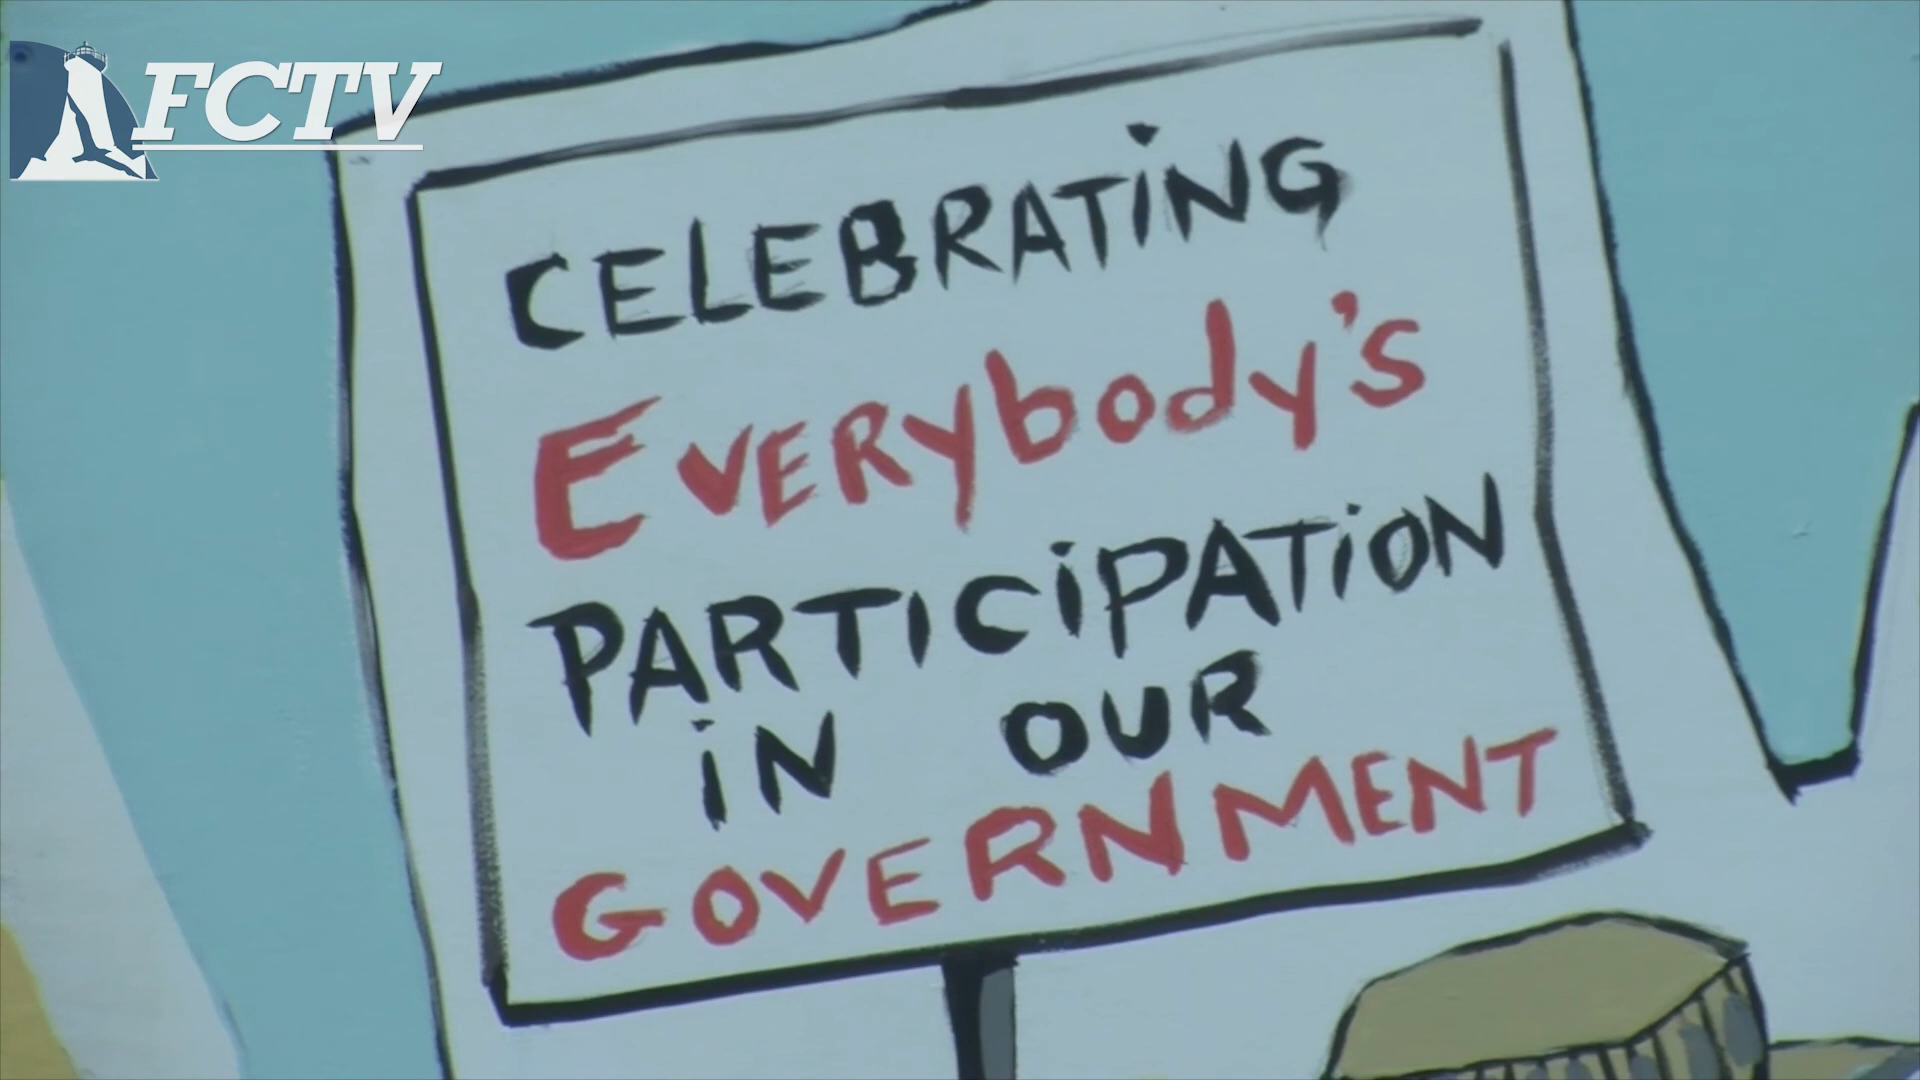 FCTV
CELEBRATING
EVERybody's
PARTICIPATION
IN OUR
GOVERNMENT